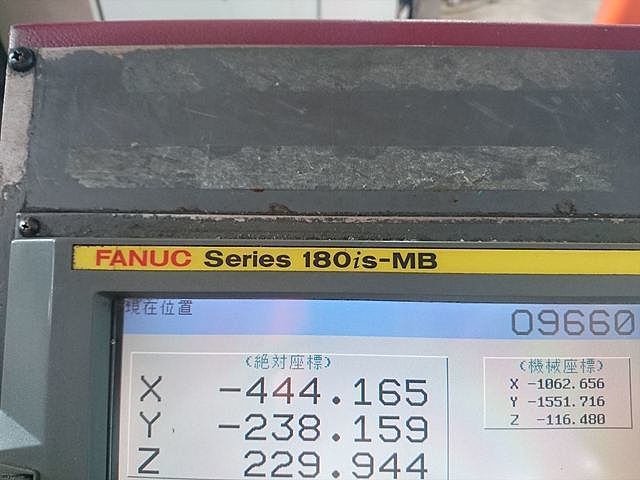 FANUC Series 180is-MB
現在位置
O9660
(絶対座標)
X -444.165
Y -238.159
Z 229.944
(機械座標)
X -1062.656
Y -1551.716
Z -116.480